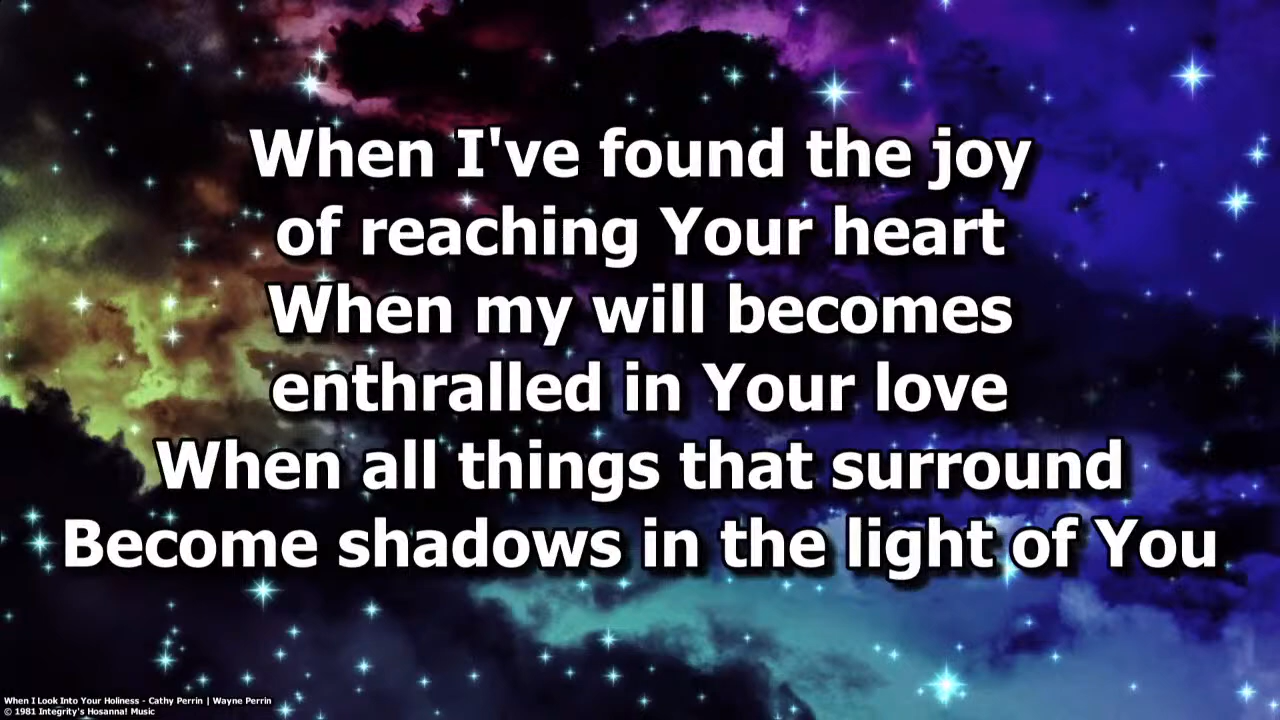 When I've found the joy
of reaching Your heart
When my will becomes
enthralled in Your love
When all things that surround
Become shadows in the light of You
When I Look Into Your Holiness - Cathy Perrin | Wayne Perrin
© 1981 Integrity's Hosanna! Music